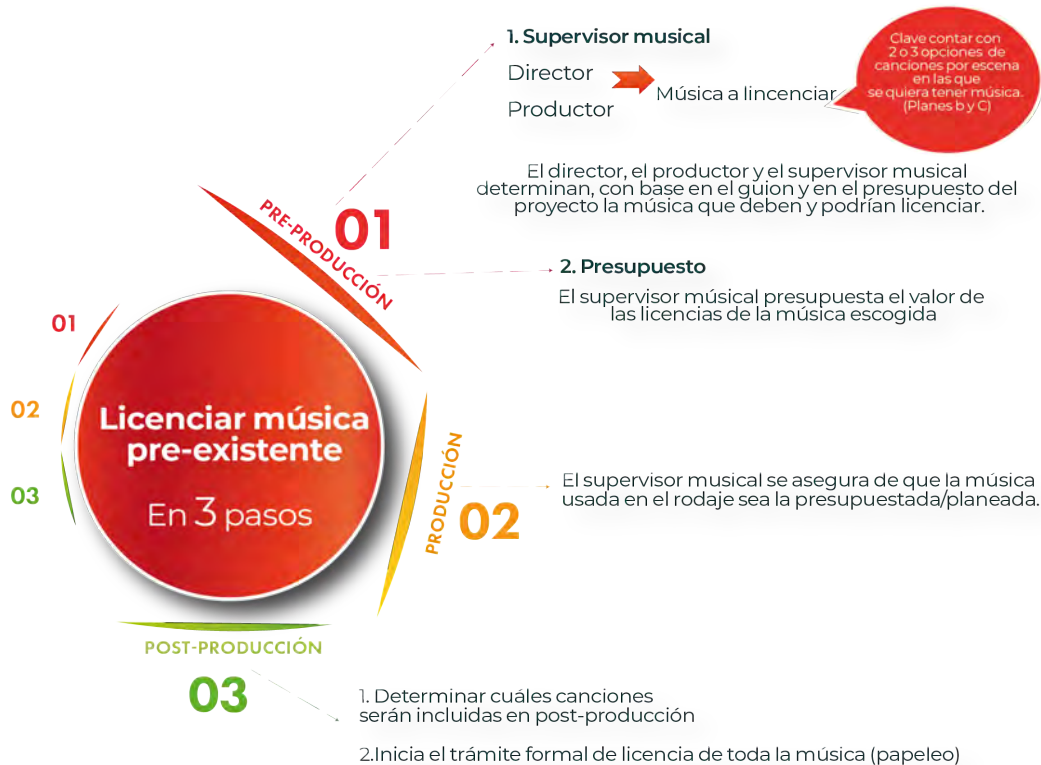 1. Supervisor musical
Director
Productor
Música a lincenciar
Clave contar con
2 o 3 opciones de
canciones por escena
en las que
se quiera tener música.
(Planes b y C)
El director, el productor y el supervisor musical
determinan, con base en el guion y en el presupuesto del
proyecto la música que deben y podrían licenciar.
PRE-PRODUCCIÓN
01
2. Presupuesto
El supervisor músical presupuesta el valor de
las licencias de la música escogida
01
02
03
Licenciar música
pre-existente
En 3 pasos
PRODUCCIÓN
02
El supervisor musical se asegura de que la música
usada en el rodaje sea la presupuestada/planeada.
POST-PRODUCCIÓN
03
1. Determinar cuáles canciones
serán incluidas en post-producción
2.Inicia el trámite formal de licencia de toda la música (papeleo)